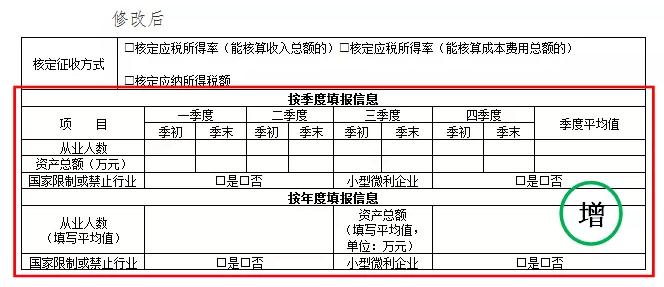 修改后
核定征收方式
□核定应税所得率（能核算收入总额的）□核定应税所得率（能核算成本费用总额的）
□核定应纳所得税额
按季度填报信息
项 目 一季度 二季度 三季度 四季度 季度平均值
季初 季末 季初 季末 季初 季末 季初 季末
从业人数
资产总额（万元）
国家限制或禁止行业 □是□否 小型微利企业 □是□否
按年度填报信息
从业人数
（填写平均值）
资产总额
（填写平均值，
单位：万元）
增
国家限制或禁止行业 □是□否 小型微利企业 □是□否